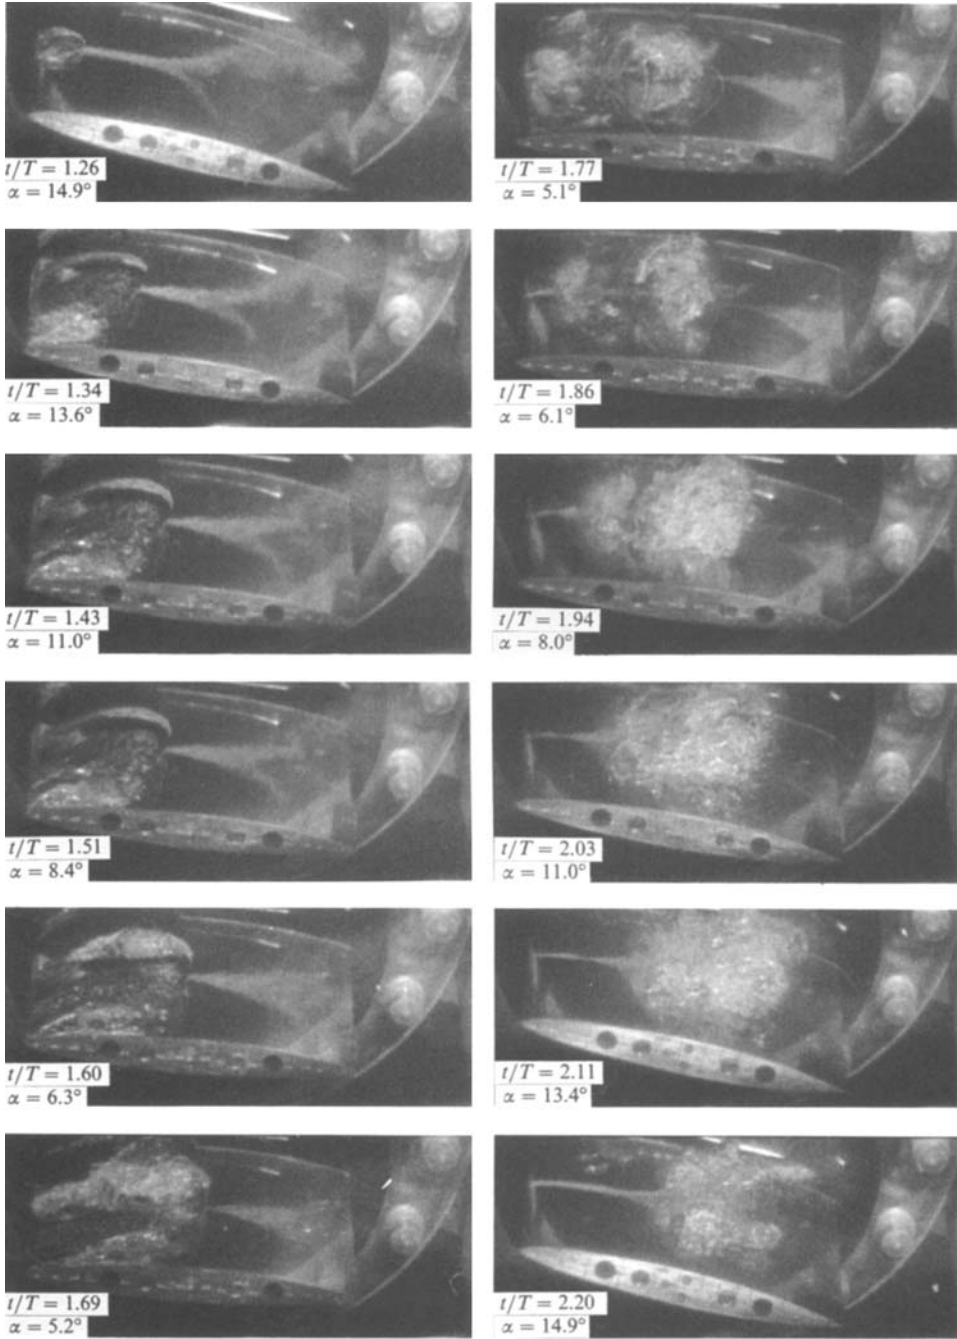 t/T = 1.26
α = 14.9°
t/T = 1.34
α = 13.6°
t/T = 1.43
α = 11.0°
t/T = 1.51
α = 8.4°
t/T = 1.60
α = 6.3°
t/T = 1.69
α = 5.2°
t/T = 1.77
α = 5.1°
t/T = 1.86
α = 6.1°
t/T = 1.94
α = 8.0°
t/T = 2.03
α = 11.0°
t/T = 2.11
α = 13.4°
t/T = 2.20
α = 14.9°